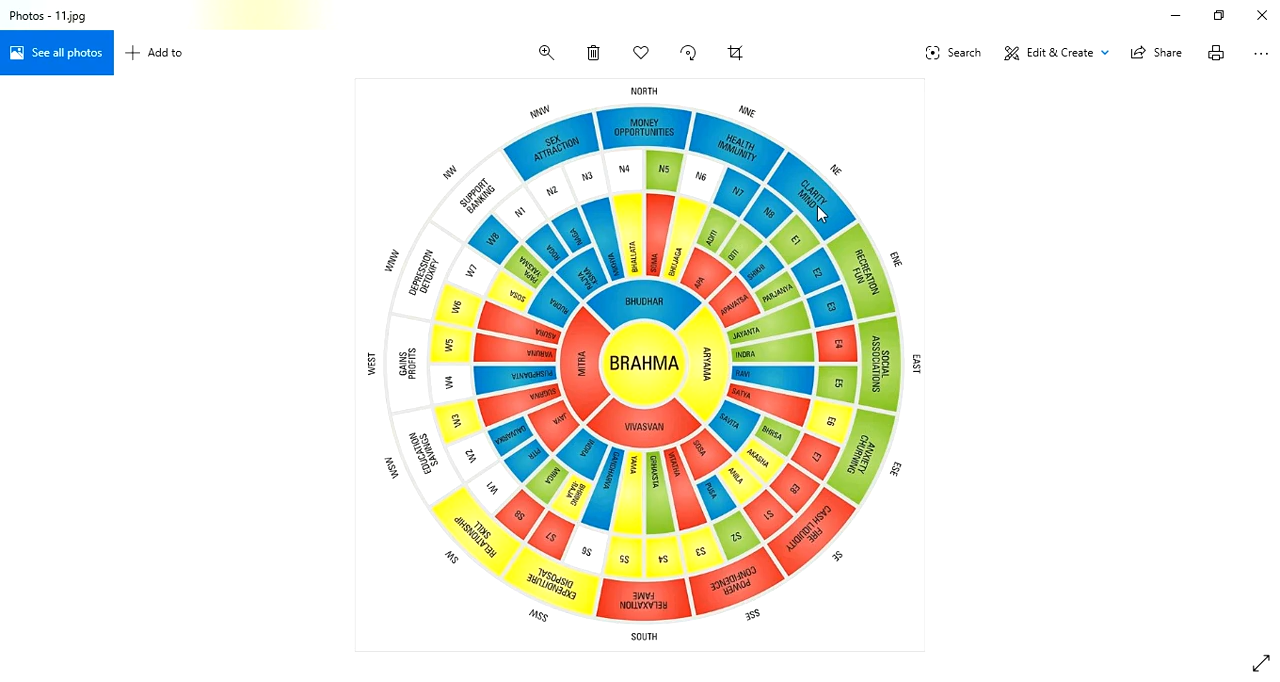 Photos - 11.jpg
See all photos
Add to
Search
Edit & Create
Share
NORTH
NNE
NE
ENE
EAST
ESE
SE
SSE
SOUTH
SSW
SW
WSW
WEST
WNW
NW
NNW
MONEY
OPPORTUNITIES
HEALTH
IMMUNITY
CLARITY
MIND
RECREATION
FUN
SOCIAL
ASSOCIATIONS
ANXIETY
CHURNING
FIRE
CASH LIQUIDITY
POWER
CONFIDENCE
RELAXATION
FAME
EXPENDITURE
DISPOSAL
RELATIONSHIP
SKILL
EDUCATION
SAVINGS
GAINS
PROFITS
DEPRESSION
DETOXIFY
SUPPORT
BANKING
SEX
ATTRACTION
N1
N2
N3
N4
N5
N6
N7
N8
E1
E2
E3
E4
E5
E6
E7
E8
S1
S2
S3
S4
S5
S6
S7
S8
W1
W2
W3
W4
W5
W6
W7
W8
ROGA
NAGA
BHALLATA
SOMA
BHUJAGA
ADITI
DITI
SHIKHI
PARJANYA
JAYANTA
INDRA
RAVI
SATYA
BHRSA
AKASHA
ANILA
PUSA
VITATHA
GRHAKSTA
YAMA
GANDHARVA
BHRING
RAJA
MRGA
PITR
DAUVARIKA
SUGRIVA
PUSHPDANTA
VARUNA
ASURA
SOSA
PAPA
YAKSMA
RUDRA
RAJYA
ASMA
APA
APAVATSA
SAVITA
INDRA
JAYA
BHUDHAR
ARYAMA
VIVASVAN
MITRA
BRAHMA